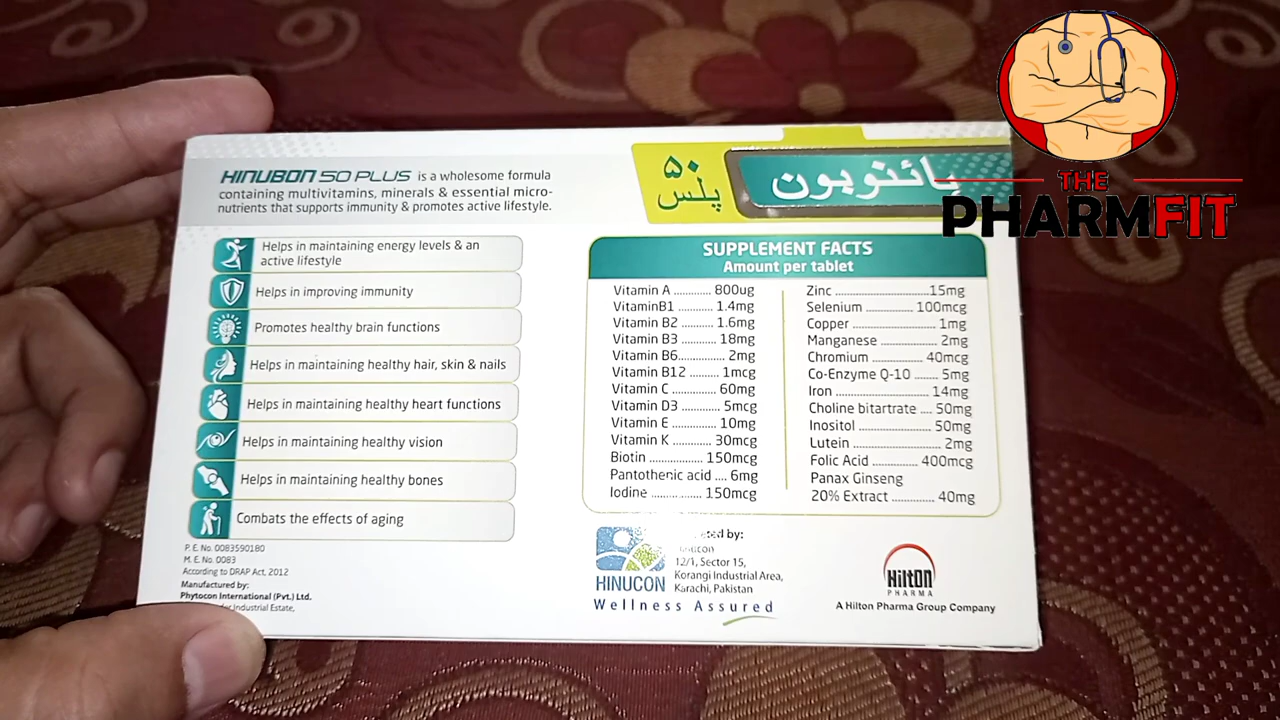 THE
PHARMFIT
HINUBON 50 PLUS is a wholesome formula
containing multivitamins, minerals & essential micro-
nutrients that supports immunity & promotes active lifestyle.
ہائنوبون
۵۰
پلس
Helps in maintaining energy levels & an
active lifestyle
Helps in improving immunity
Promotes healthy brain functions
Helps in maintaining healthy hair, skin & nails
Helps in maintaining healthy heart functions
Helps in maintaining healthy vision
Helps in maintaining healthy bones
Combats the effects of aging
P. E. No. 0083590180
M. E. No. 0083
According to DRAP Act, 2012
Manufactured by:
Phytocon International (Pvt.) Ltd.
Industrial Estate,
SUPPLEMENT FACTS
Amount per tablet
Vitamin A ........... 800ug
VitaminB1 ........... 1.4mg
Vitamin B2 .......... 1.6mg
Vitamin B3 .......... 18mg
Vitamin B6............. 2mg
Vitamin B12 ......... 1mcg
Vitamin C ............ 60mg
Vitamin D3 .......... 5mcg
Vitamin E ............ 10mg
Vitamin K .......... 30mcg
Biotin ................ 150mcg
Pantothenic acid .... 6mg
Iodine ............... 150mcg
Zinc .........................15mg
Selenium ............ 100mcg
Copper .................... 1mg
Manganese ............. 2mg
Chromium ............ 40mcg
Co-Enzyme Q-10 ...... 5mg
Iron ....................... 14mg
Choline bitartrate .... 50mg
Inositol .................. 50mg
Lutein ...................... 2mg
Folic Acid ........... 400mcg
Panax Ginseng
20% Extract ............ 40mg
HINUCON
Wellness Assured
by:
12/1, Sector 15,
Korangi Industrial Area,
Karachi, Pakistan
Hilton
PHARMA
A Hilton Pharma Group Company